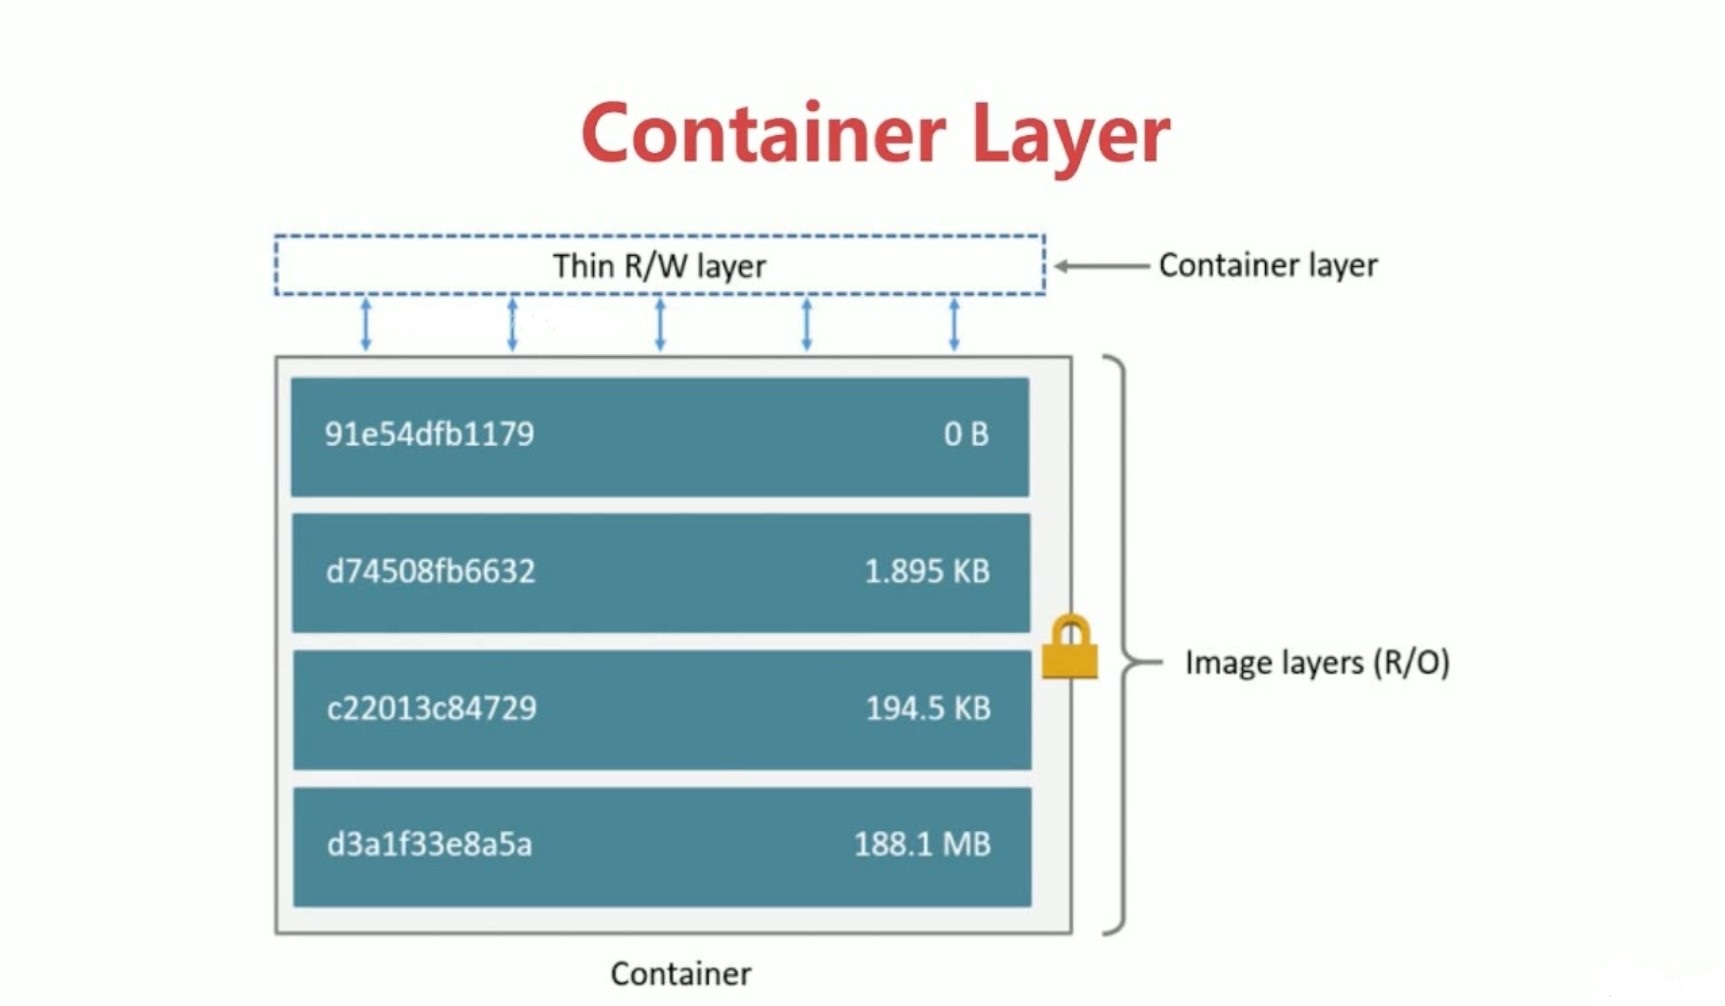 Container Layer
Thin R/W layer
Container layer
91e54dfb1179 0 B
d74508fb6632 1.895 KB
c22013c84729 194.5 KB
d3a1f33e8a5a 188.1 MB
Image layers (R/O)
Container